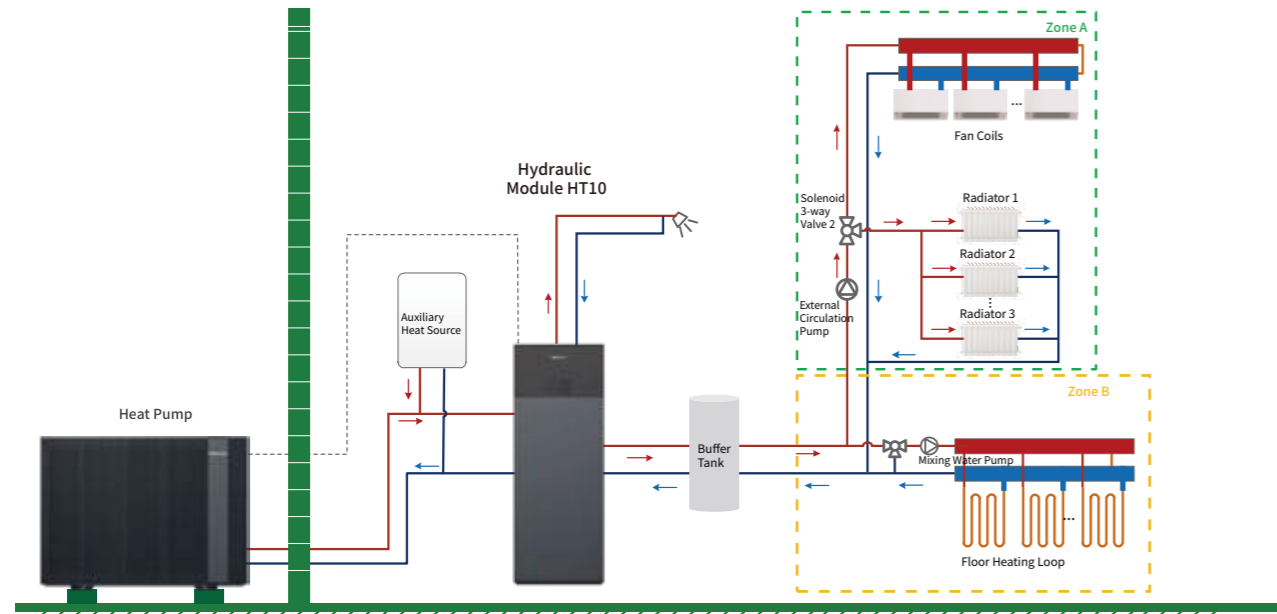 Zone A
Fan Coils
Hydraulic
Module HT10
Solenoid
3-way
Valve 2
Radiator 1
Radiator 2
Radiator 3
External
Circulation
Pump
Auxiliary
Heat Source
Zone B
Heat Pump
Buffer
Tank
Mixing Water Pump
Floor Heating Loop